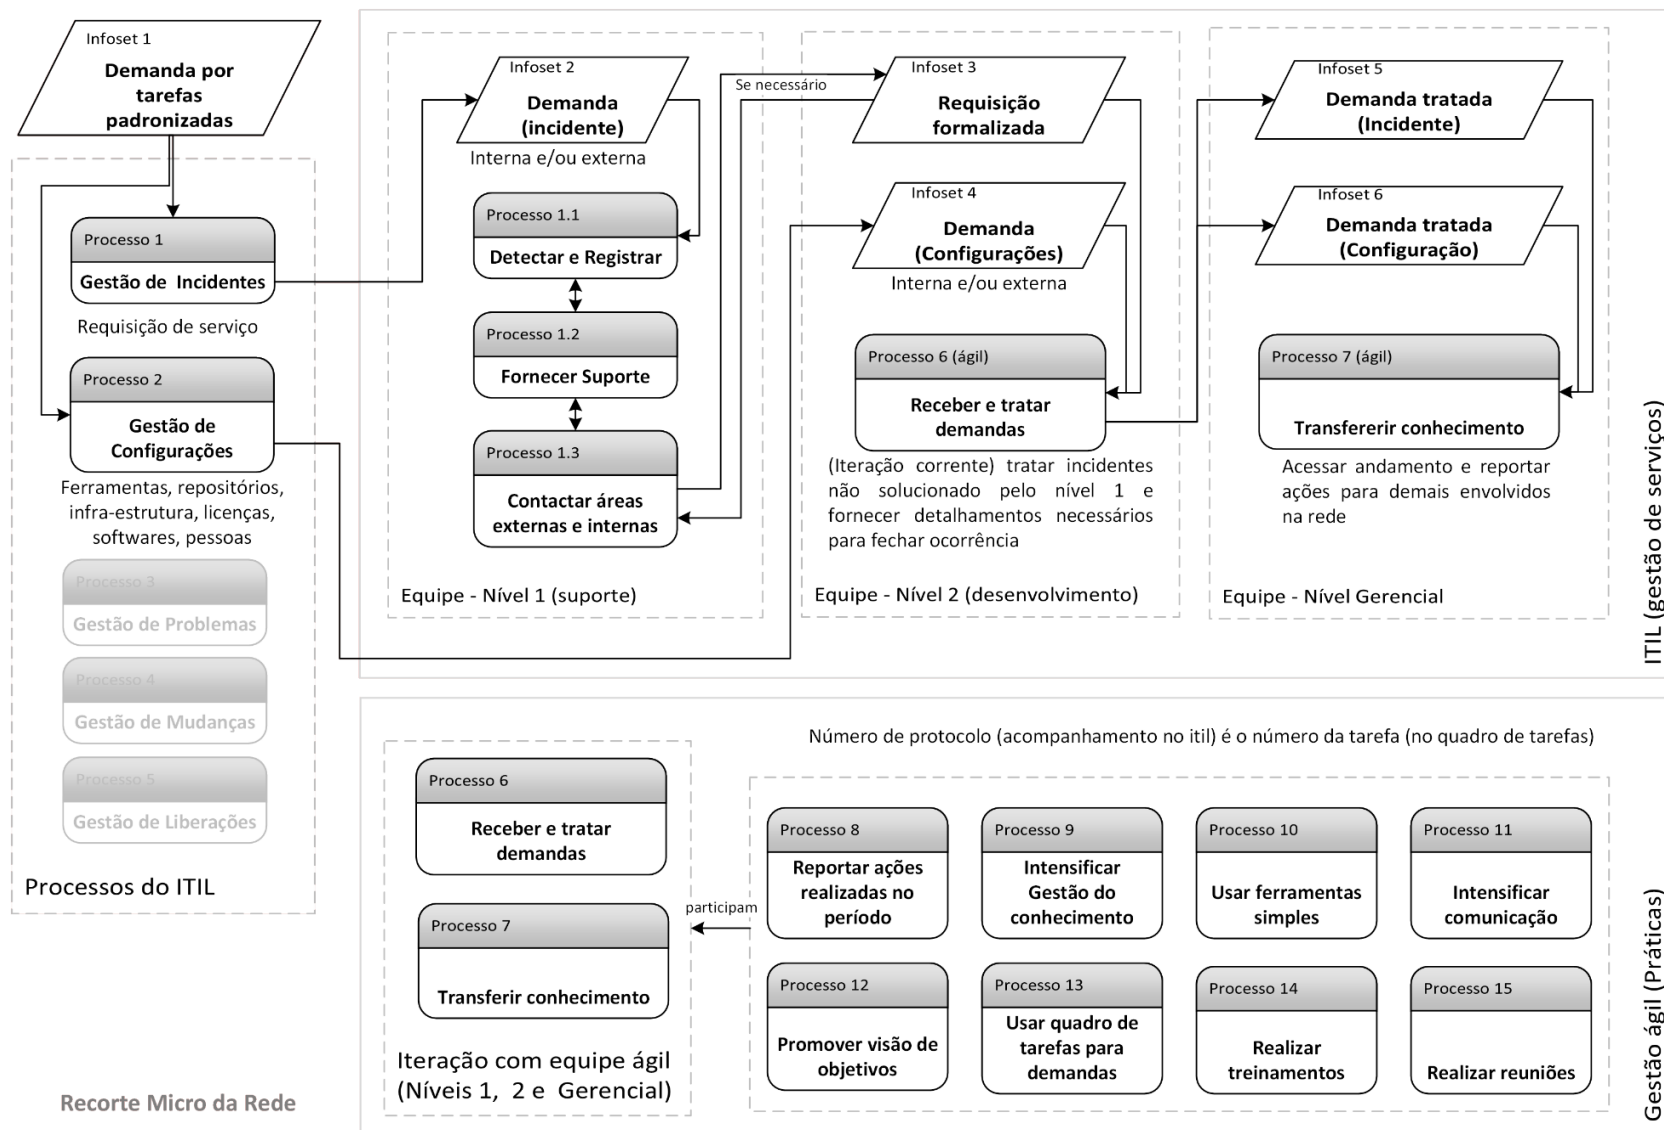 Infoset 1
Demanda por
tarefas
padronizadas
Processo 1
Gestão de Incidentes
Requisição de serviço
Processo 2
Gestão de
Configurações
Ferramentas, repositórios,
infra-estrutura, licenças,
softwares, pessoas
Processo 3
Gestão de Problemas
Processo 4
Gestão de Mudanças
Processo 5
Gestão de Liberações
Processos do ITIL
Infoset 2
Demanda
(incidente)
Interna e/ou externa
Processo 1.1
Detectar e Registrar
Processo 1.2
Fornecer Suporte
Processo 1.3
Contactar áreas
externas e internas
Equipe - Nível 1 (suporte)
Se necessário
Infoset 3
Requisição
formalizada
Infoset 4
Demanda
(Configurações)
Interna e/ou externa
Processo 6 (ágil)
Receber e tratar
demandas
(Iteração corrente) tratar incidentes
não solucionado pelo nível 1 e
fornecer detalhamentos necessários
para fechar ocorrência
Equipe - Nível 2 (desenvolvimento)
Infoset 5
Demanda tratada
(Incidente)
Infoset 6
Demanda tratada
(Configuração)
Processo 7 (ágil)
Transfererir conhecimento
Acessar andamento e reportar
ações para demais envolvidos
na rede
Equipe - Nível Gerencial
ITIL (gestão de serviços)
Número de protocolo (acompanhamento no itil) é o número da tarefa (no quadro de tarefas)
Processo 6
Receber e tratar
demandas
Processo 7
Transferir conhecimento
Iteração com equipe ágil
(Níveis 1, 2 e Gerencial)
participam
Processo 8
Reportar ações
realizadas no
período
Processo 9
Intensificar
Gestão do
conhecimento
Processo 10
Usar ferramentas
simples
Processo 11
Intensificar
comunicação
Processo 12
Promover visão de
objetivos
Processo 13
Usar quadro de
tarefas para
demandas
Processo 14
Realizar
treinamentos
Processo 15
Realizar reuniões
Gestão ágil (Práticas)
Recorte Micro da Rede